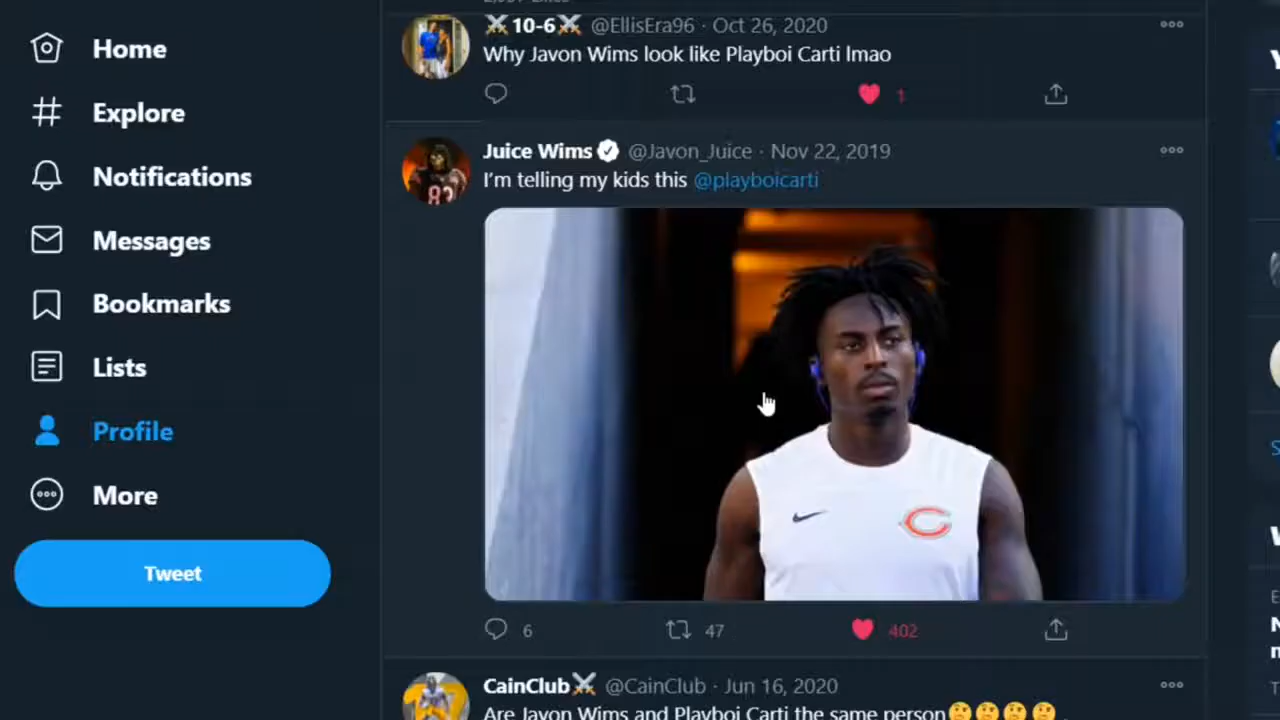 Home
Explore
Notifications
Messages
Bookmarks
Lists
Profile
More
Tweet
10-6 @EllisEra96 · Oct 26, 2020
Why Javon Wims look like Playboi Carti lmao
1
Juice Wims @Javon_Juice · Nov 22, 2019
I'm telling my kids this @playboicarti
6 47 402
CainClub @CainClub · Jun 16, 2020
Are Javon Wims and Playboi Carti the same person🤔🤔🤔🤔